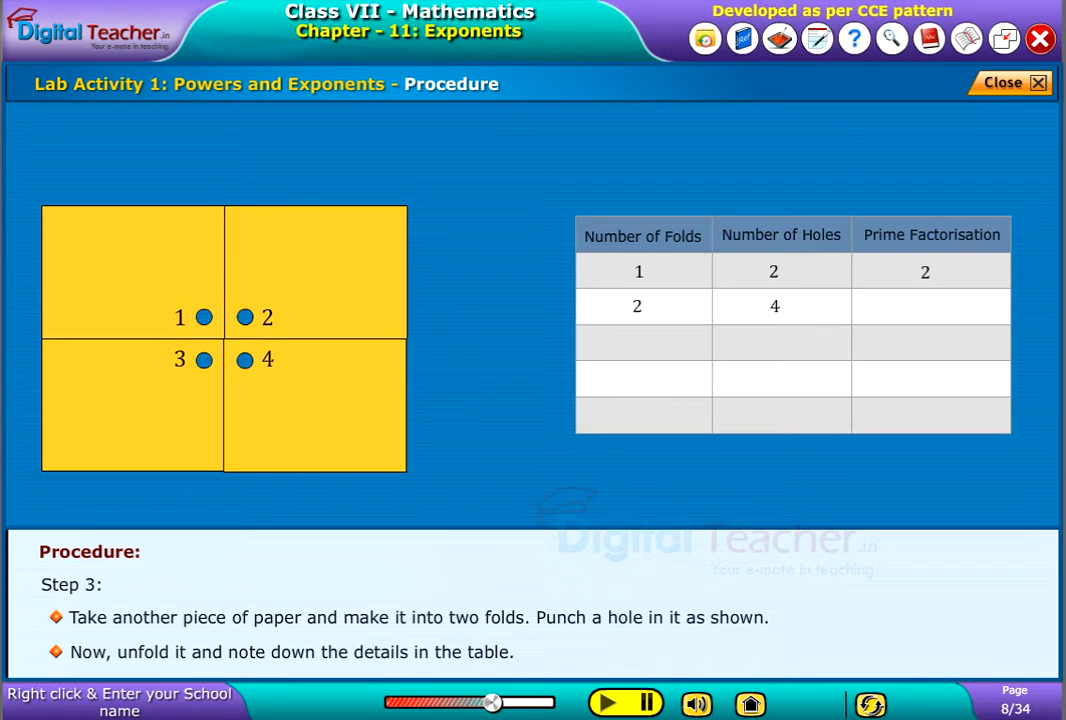 Digital Teacher.in
Your e-mate in teaching
Class VII - Mathematics
Chapter - 11: Exponents
Developed as per CCE pattern
Ref
?
ABC
Lab Activity 1: Powers and Exponents - Procedure
Close
1 2
3 4
Number of Folds Number of Holes Prime Factorisation
1 2 2
2 4
Digital Teacher.in
Your e-mate in teaching
Procedure:
Step 3:
Take another piece of paper and make it into two folds. Punch a hole in it as shown.
Now, unfold it and note down the details in the table.
Right click & Enter your School
name
Page
8/34